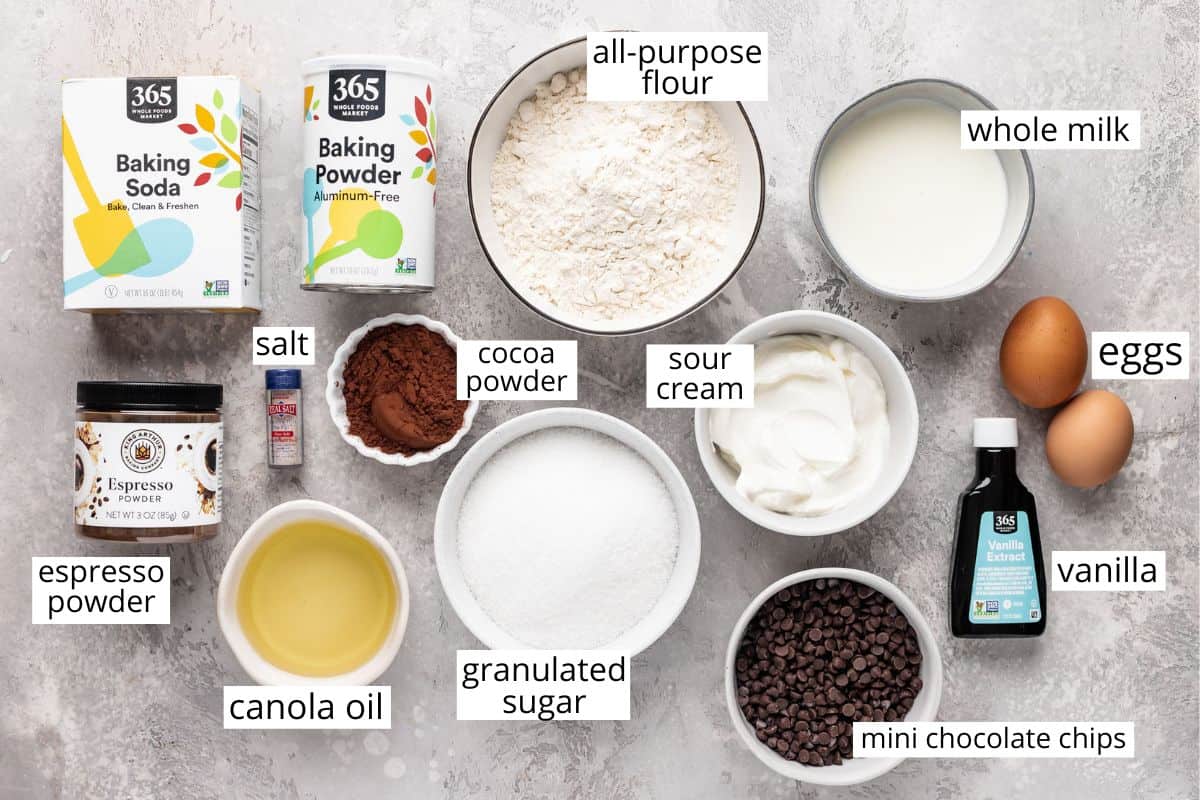 all-purpose
flour
365
WHOLE FOODS
MARKET
Baking
Soda
Bake, Clean & Freshen
NET WT 16 OZ (1LB) 454g
365
WHOLE FOODS
MARKET
Baking
Powder
Aluminum-Free
whole milk
salt
REAL SALT
cocoa
powder
sour
cream
eggs
KING ARTHUR
BAKING COMPANY
Espresso
POWDER
NET WT 3 OZ (85g)
espresso
powder
365
Vanilla
Extract
vanilla
canola oil
granulated
sugar
mini chocolate chips